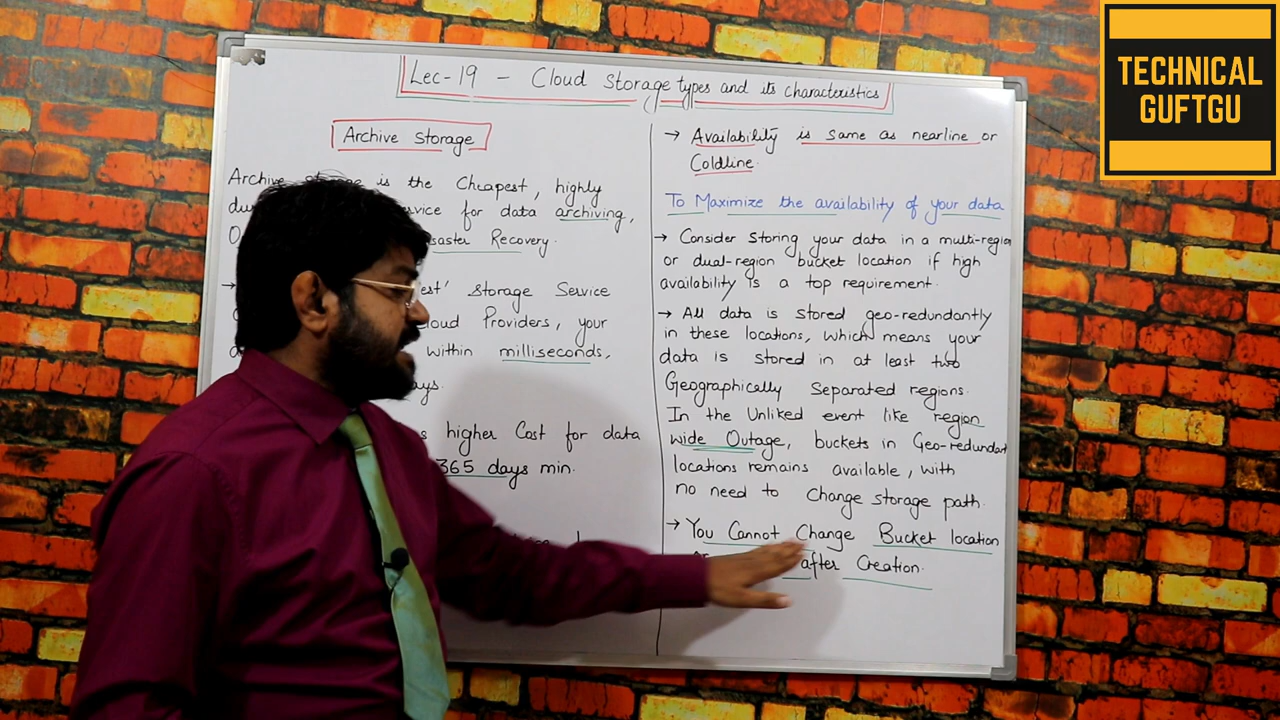 TECHNICAL
GUFTGU
Lec-19 - Cloud Storage types and its characteristics
Archive Storage
Archive is the Cheapest, highly
service for data archiving,
Recovery.
Storage Service
Cloud Providers, your
within milliseconds,
days.
higher Cost for data
365 days min.
→ Availability is same as nearline or
Coldline.
To Maximize the availability of your data
→ Consider Storing your data in a multi-region
or dual-region bucket location if high
availability is a top requirement.
→ All data is stored geo-redundantly
in these locations, which means your
data is stored in at least two
Geographically Separated regions.
In the Unliked event like region
wide Outage, buckets in Geo-redundant
locations remains available, with
no need to Change storage path.
→ You Cannot Change Bucket location
after Creation.